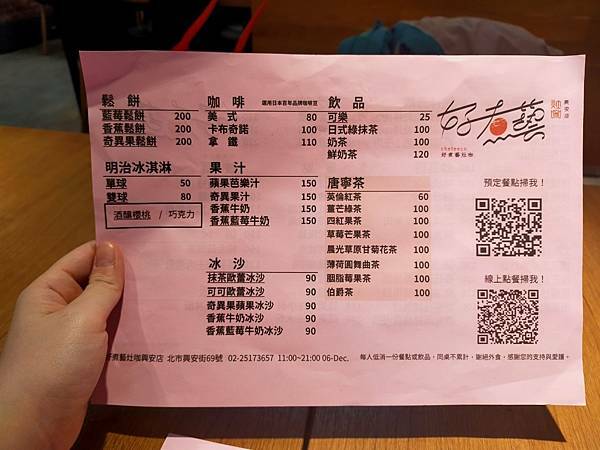 鬆餅
藍莓鬆餅 200
香蕉鬆餅 200
奇異果鬆餅 200
明治冰淇淋
單球 50
雙球 80
酒釀櫻桃 / 巧克力
咖啡 選用日本百年品牌咖啡豆
美式 80
卡布奇諾 100
拿鐵 110
果汁
蘋果芭樂汁 150
奇異果汁 150
香蕉牛奶 150
香蕉藍莓牛奶 150
冰沙
抹茶歐蕾冰沙 90
可可歐蕾冰沙 90
奇異果蘋果冰沙 90
香蕉牛奶冰沙 90
香蕉藍莓牛奶冰沙 90
飲品
可樂 25
日式綠抹茶 100
奶茶 100
鮮奶茶 120
唐寧茶
英倫紅茶 60
薑芒綠茶 100
四紅果茶 100
草莓芒果茶 100
晨光草原甘菊花茶 100
薄荷圓舞曲茶 100
胭脂莓果茶 100
伯爵茶 100
好煮藝
興安店
好煮藝灶咖
預定餐點掃我！
線上點餐掃我！
好煮藝灶咖興安店 北市興安街69號 02-25173657 11:00~21:00 06-Dec.
每人低消一份餐點或飲品，同桌不累計，謝絕外食，感謝您的支持與愛護。